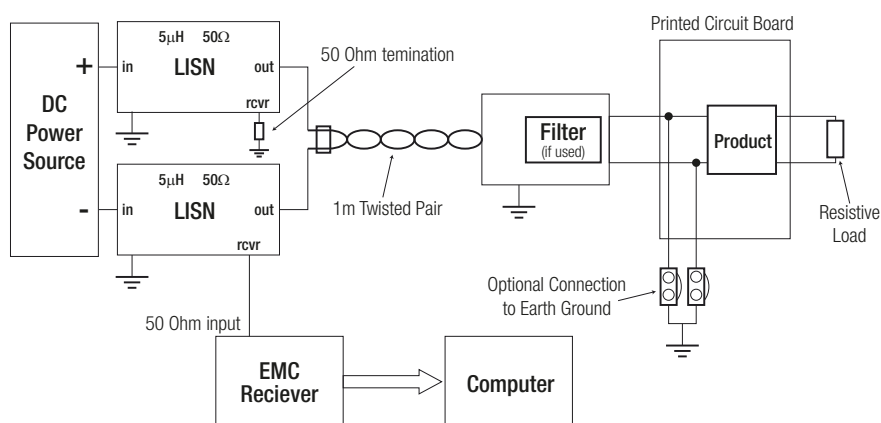 Printed Circuit Board
5µH 50Ω
LISN
+
in
out
rcvr
50 Ohm temination
DC
Power
Source
Filter
(if used)
Product
5µH 50Ω
LISN
-
in
out
rcvr
1m Twisted Pair
Resistive
Load
Optional Connection
to Earth Ground
50 Ohm input
EMC
Reciever
Computer